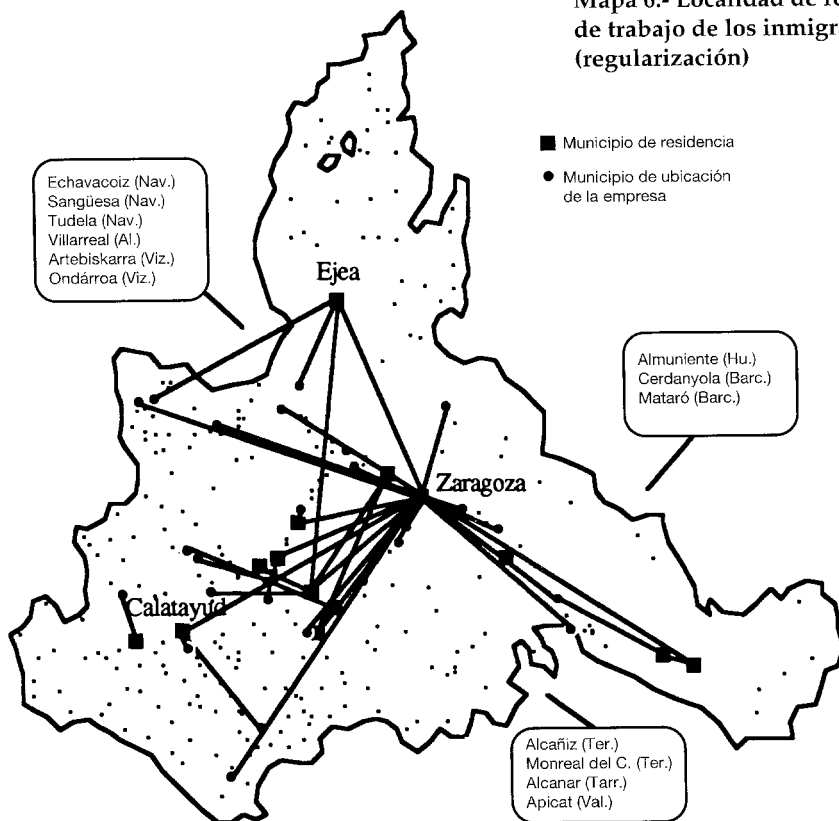 Mapa 6.- Localidad de
de trabajo de los inmigra
(regularización)
Municipio de residencia
Municipio de ubicación
de la empresa
Echavacoiz (Nav.)
Sangüesa (Nav.)
Tudela (Nav.)
Villarreal (Al.)
Artebiskarra (Viz.)
Ondárroa (Viz.)
Ejea
Almuniente (Hu.)
Cerdanyola (Barc.)
Mataró (Barc.)
Zaragoza
Calatayud
Alcañiz (Ter.)
Monreal del C. (Ter.)
Alcanar (Tarr.)
Apicat (Val.)